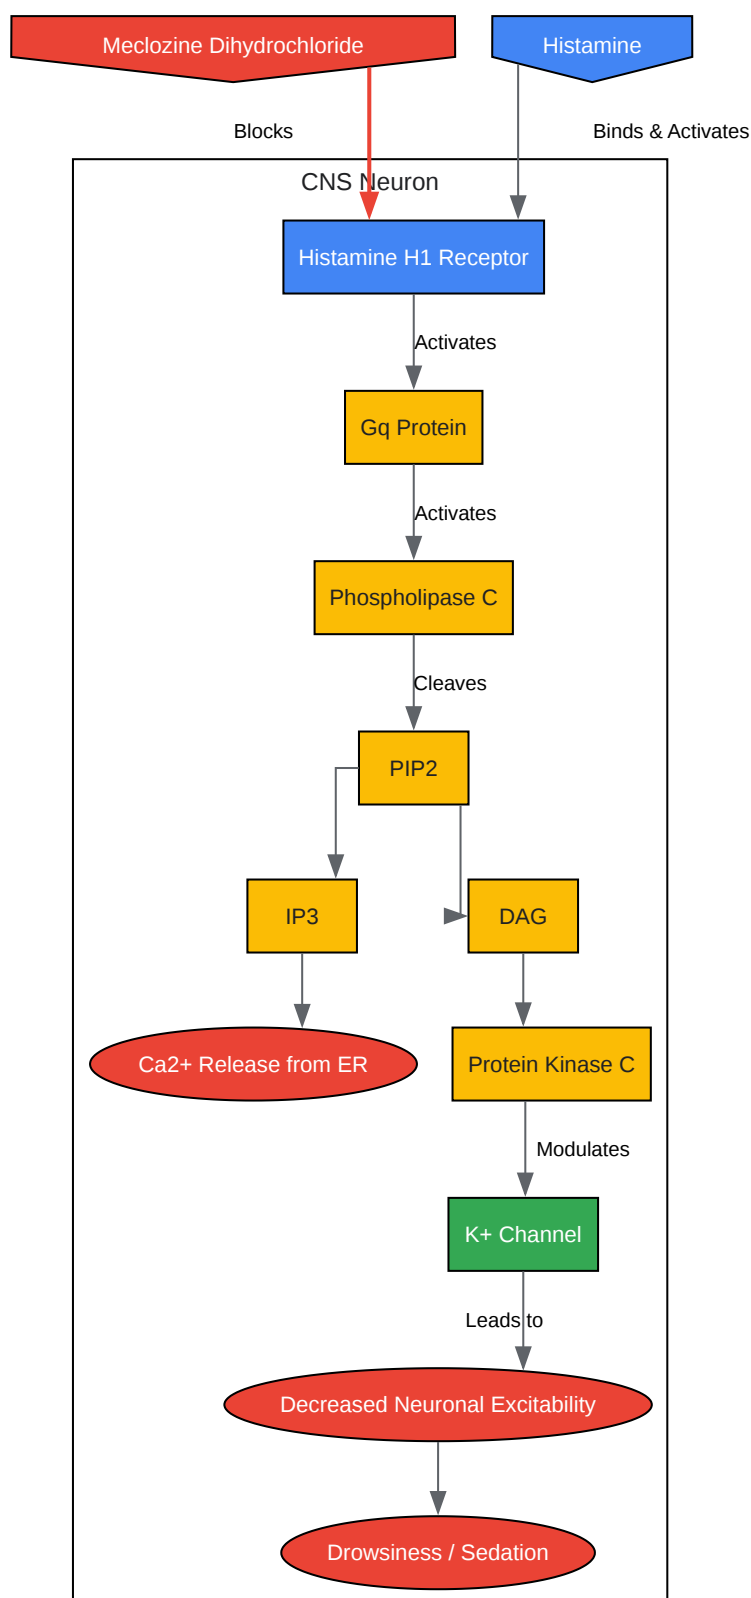 Meclozine Dihydrochloride
Histamine
Blocks
Binds & Activates
CNS Neuron
Histamine H1 Receptor
Activates
Gq Protein
Activates
Phospholipase C
Cleaves
PIP2
IP3
DAG
Ca2+ Release from ER
Protein Kinase C
Modulates
K+ Channel
Leads to
Decreased Neuronal Excitability
Drowsiness / Sedation